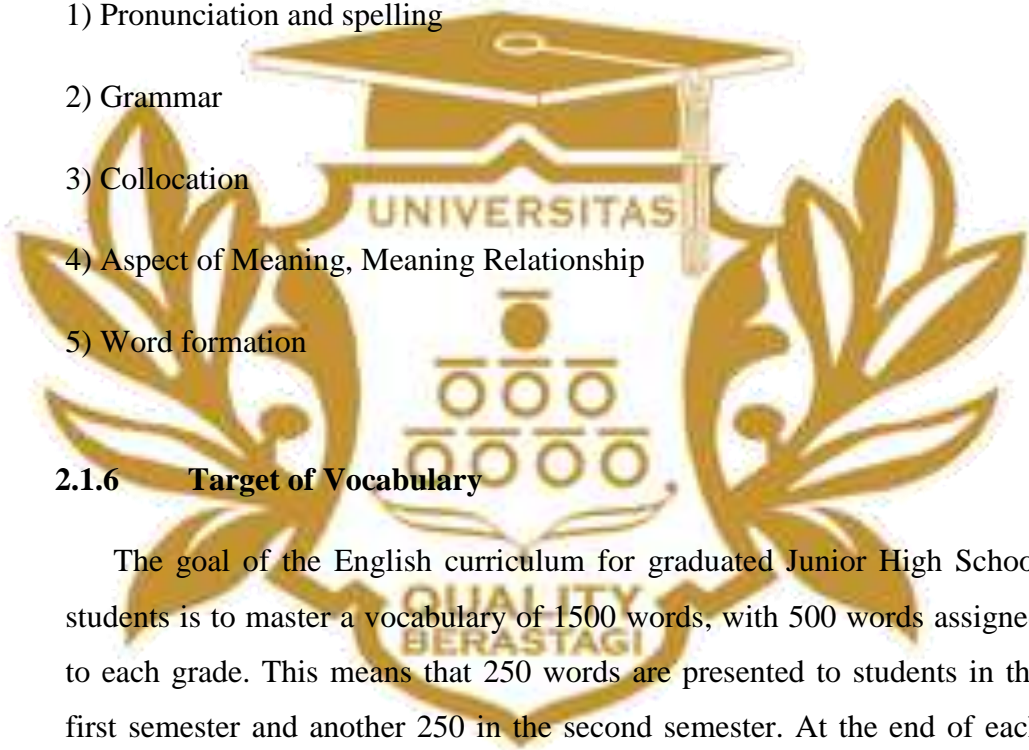 1) Pronunciation and spelling
2) Grammar
3) Collocation
UNIVERSITAS
4) Aspect of Meaning, Meaning Relationship
5) Word formation
2.1.6 Target of Vocabulary
The goal of the English curriculum for graduated Junior High Schoo
students is to master a vocabulary of 1500 words, with 500 words assigne
QUALITY
to each grade. This means that 250 words are presented to students in th
BERASTAGI
first semester and another 250 in the second semester. At the end of each